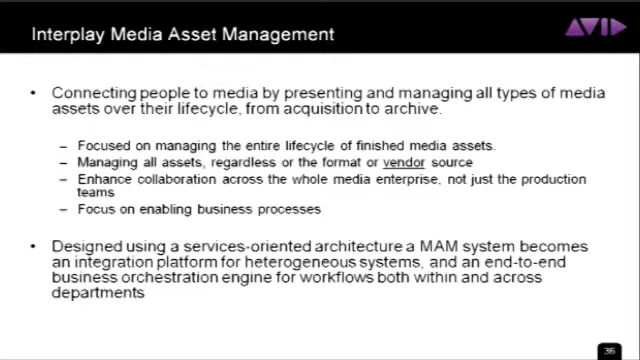 Interplay Media Asset Management
AVID
• Connecting people to media by presenting and managing all types of media
assets over their lifecycle, from acquisition to archive.
– Focused on managing the entire lifecycle of finished media assets.
– Managing all assets, regardless or the format or vendor source
– Enhance collaboration across the whole media enterprise, not just the production
teams
– Focus on enabling business processes
• Designed using a services-oriented architecture a MAM system becomes
an integration platform for heterogeneous systems, and an end-to-end
business orchestration engine for workflows both within and across
departments
36